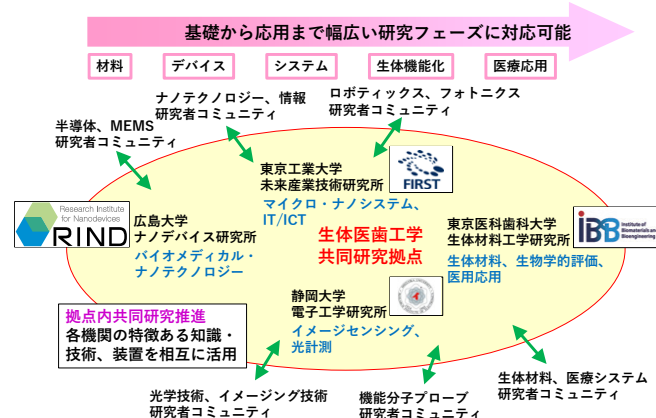 基礎から応用まで幅広い研究フェーズに対応可能
材料
デバイス
システム
生体機能化
医療応用
ナノテクノロジー、情報
研究者コミュニティ
ロボティックス、フォトニクス
研究者コミュニティ
半導体、MEMS
研究者コミュニティ
東京工業大学
未来産業技術研究所
マイクロ・ナノシステム、
IT/ICT
FIRST
Research Institute
for Nanodevices
RIND
広島大学
ナノデバイス研究所
バイオメディカル・
ナノテクノロジー
生体医歯工学
共同研究拠点
東京医科歯科大学
生体材料工学研究所
生体材料、生物学的評価、
医用応用
iBB
Institute of
Biomaterials and
Bioengineering
静岡大学
電子工学研究所
イメージセンシング、
光計測
拠点内共同研究推進
各機関の特徴ある知識・
技術、装置を相互に活用
光学技術、イメージング技術
研究者コミュニティ
機能分子プローブ
研究者コミュニティ
生体材料、医療システム
研究者コミュニティ